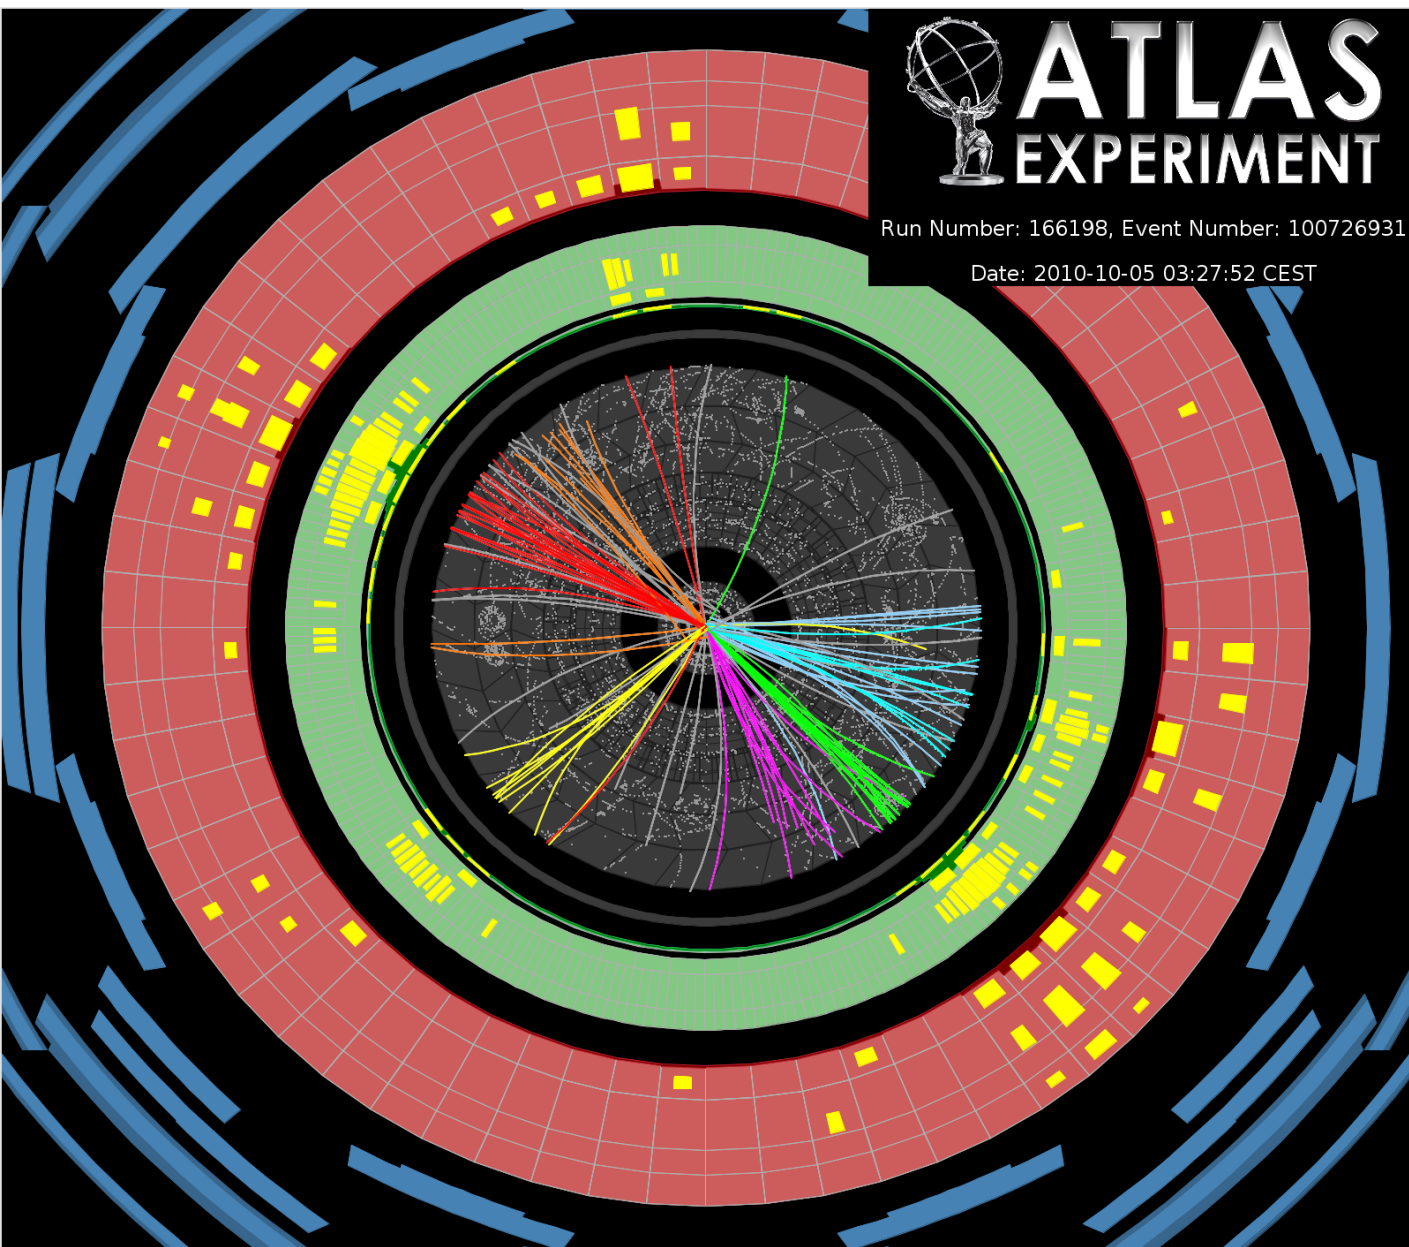 ATLAS
EXPERIMENT
Run Number: 166198, Event Number: 100726931
Date: 2010-10-05 03:27:52 CEST